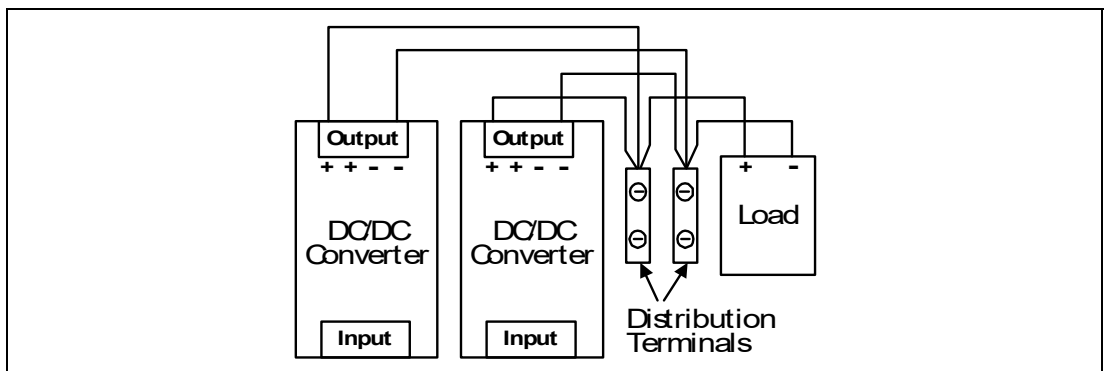 Output
+ + - -
DC/DC
Converter
Input
Output
+ + - -
DC/DC
Converter
Input
+ -
Load
Distribution
Terminals